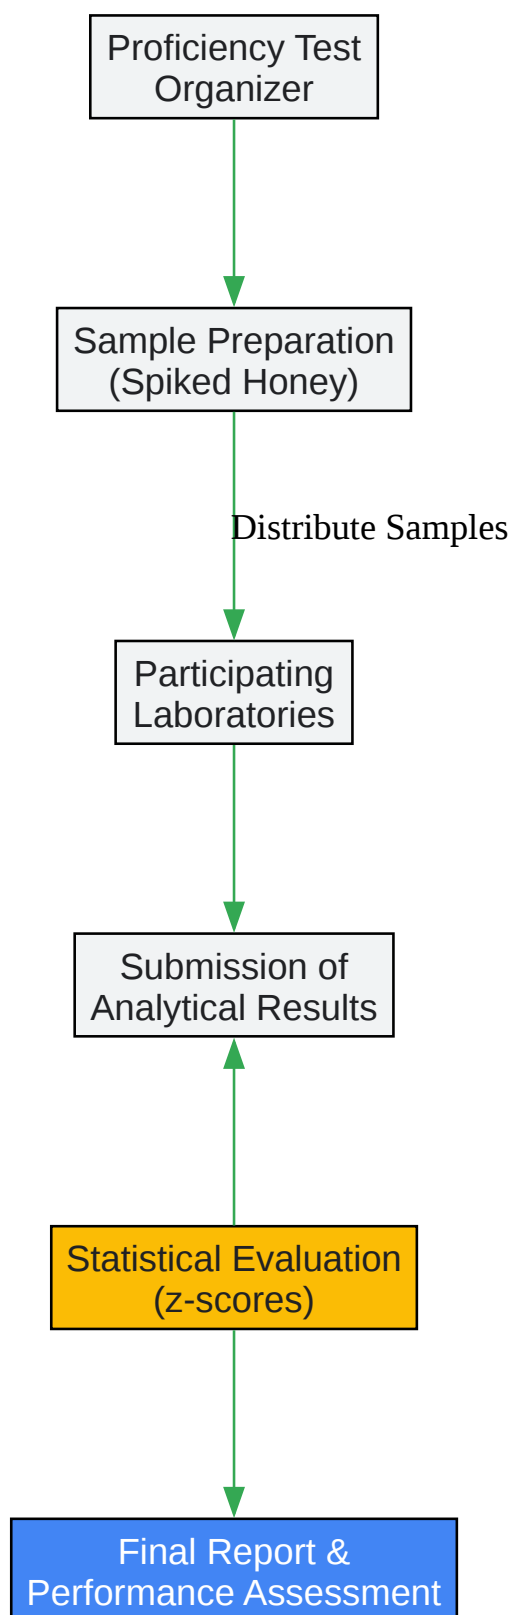 Proficiency Test
Organizer
Sample Preparation
(Spiked Honey)
Distribute Samples
Participating
Laboratories
Submission of
Analytical Results
Statistical Evaluation
(z-scores)
Final Report &
Performance Assessment